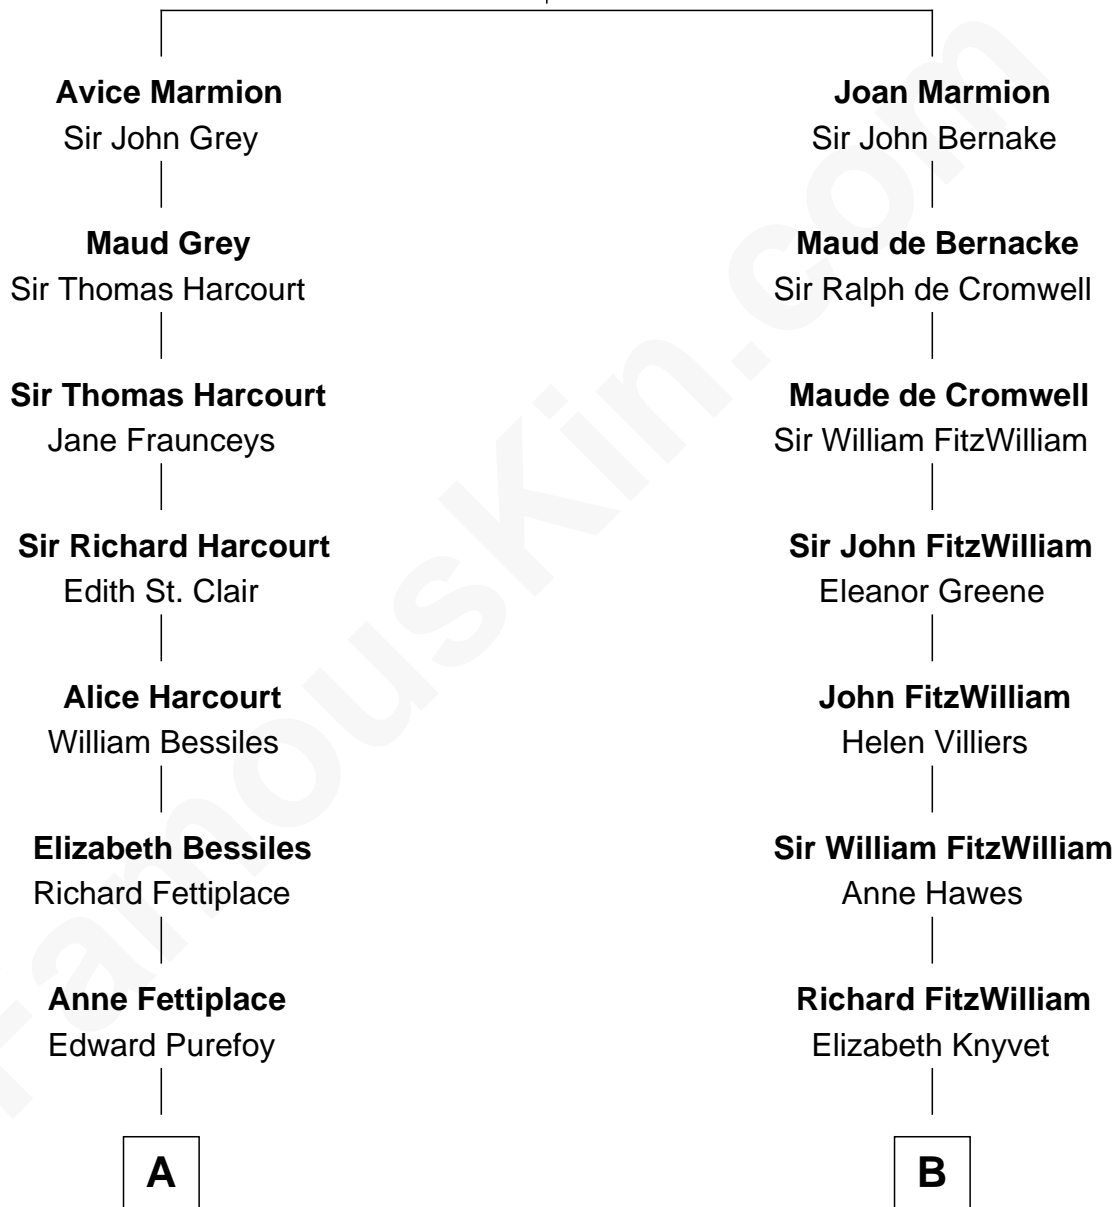 Avice Marmion
Sir John Grey
Maud Grey
Sir Thomas Harcourt
Sir Thomas Harcourt
Jane Fraunceys
Sir Richard Harcourt
Edith St. Clair
Alice Harcourt
William Bessiles
Elizabeth Bessiles
Richard Fettiplace
Anne Fettiplace
Edward Purefoy
A
Joan Marmion
Sir John Bernake
Maud de Bernacke
Sir Ralph de Cromwell
Maude de Cromwell
Sir William FitzWilliam
Sir John FitzWilliam
Eleanor Greene
John FitzWilliam
Helen Villiers
Sir William FitzWilliam
Anne Hawes
Richard FitzWilliam
Elizabeth Knyvet
B
FamousKin.com